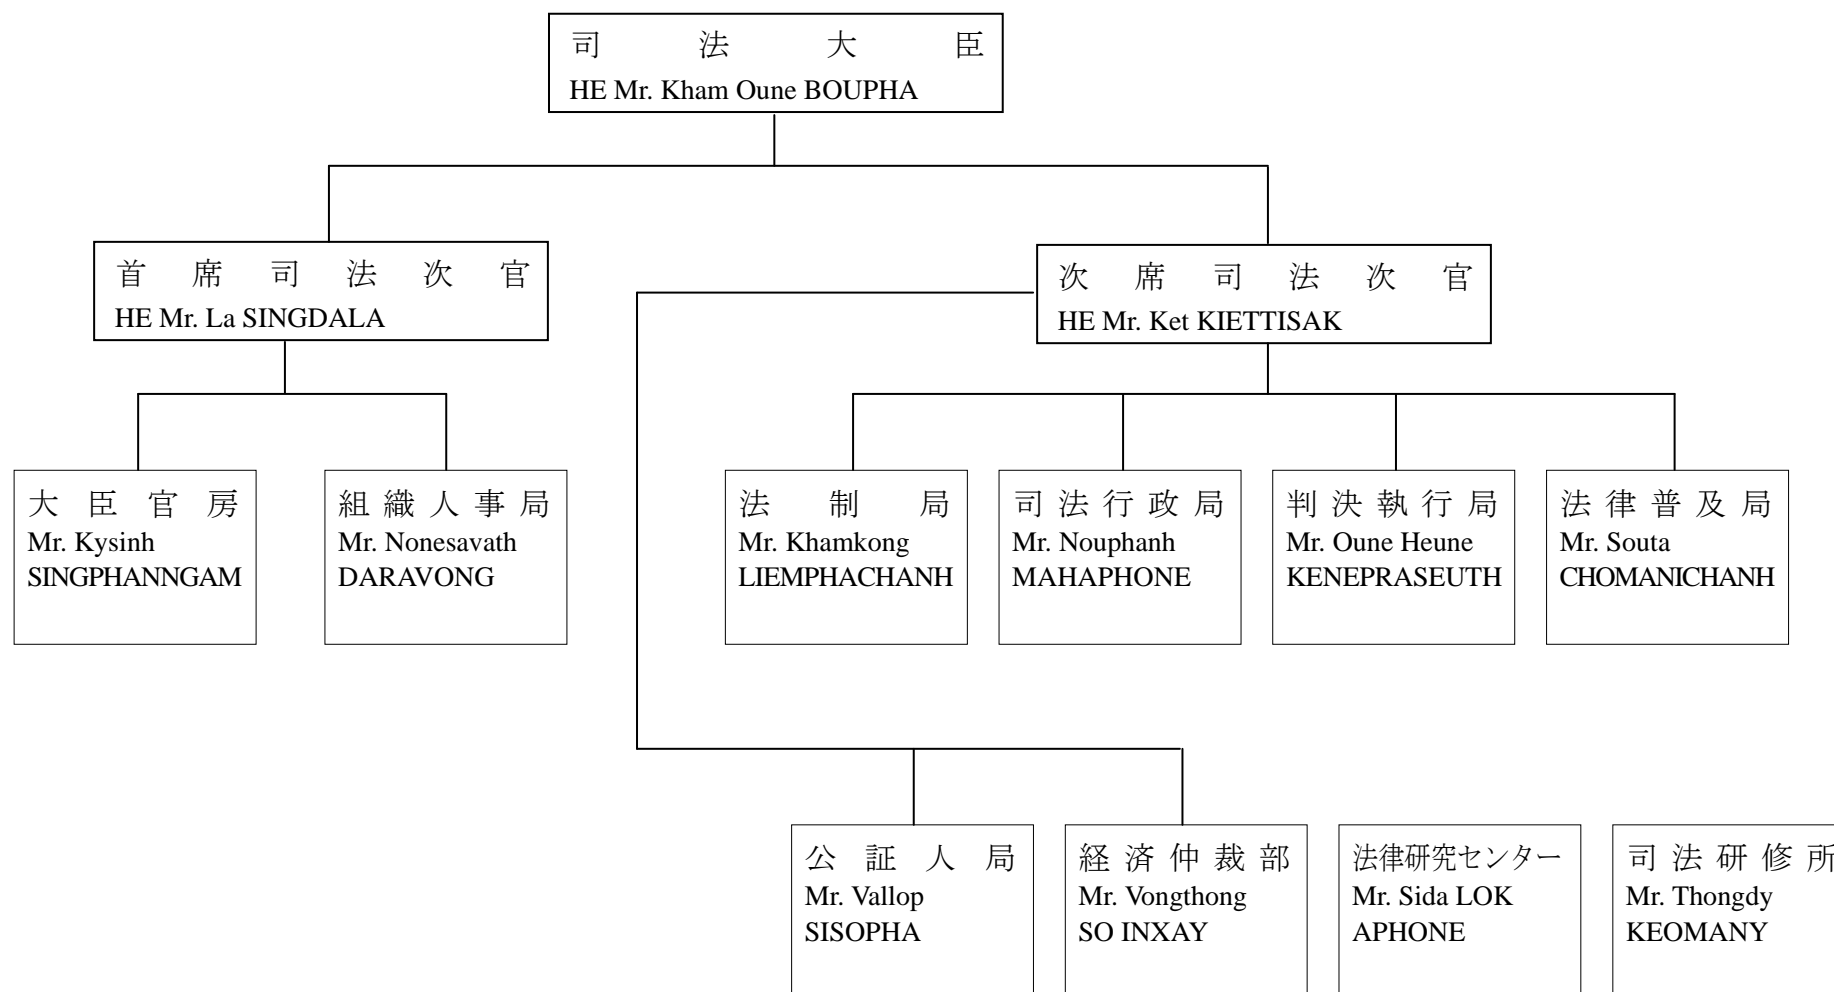 司法大臣
HE Mr. Kham Oune BOUPHA
首席司法次官
HE Mr. La SINGDALA
次席司法次官
HE Mr. Ket KIETTISAK
大臣官房
Mr. Kysinh
SINGPHANNGAM
組織人事局
Mr. Nonesavath
DARAVONG
法制局
Mr. Khamkong
LIEMPHACHANH
司法行政局
Mr. Nouphanh
MAHAPHONE
判決執行局
Mr. Oune Heune
KENEPRASEUTH
法律普及局
Mr. Souta
CHOMANICHANH
公証人局
Mr. Vallop
SISOPHA
経済仲裁部
Mr. Vongthong
SO INXAY
法律研究センター
Mr. Sida LOK
APHONE
司法研修所
Mr. Thongdy
KEOMANY